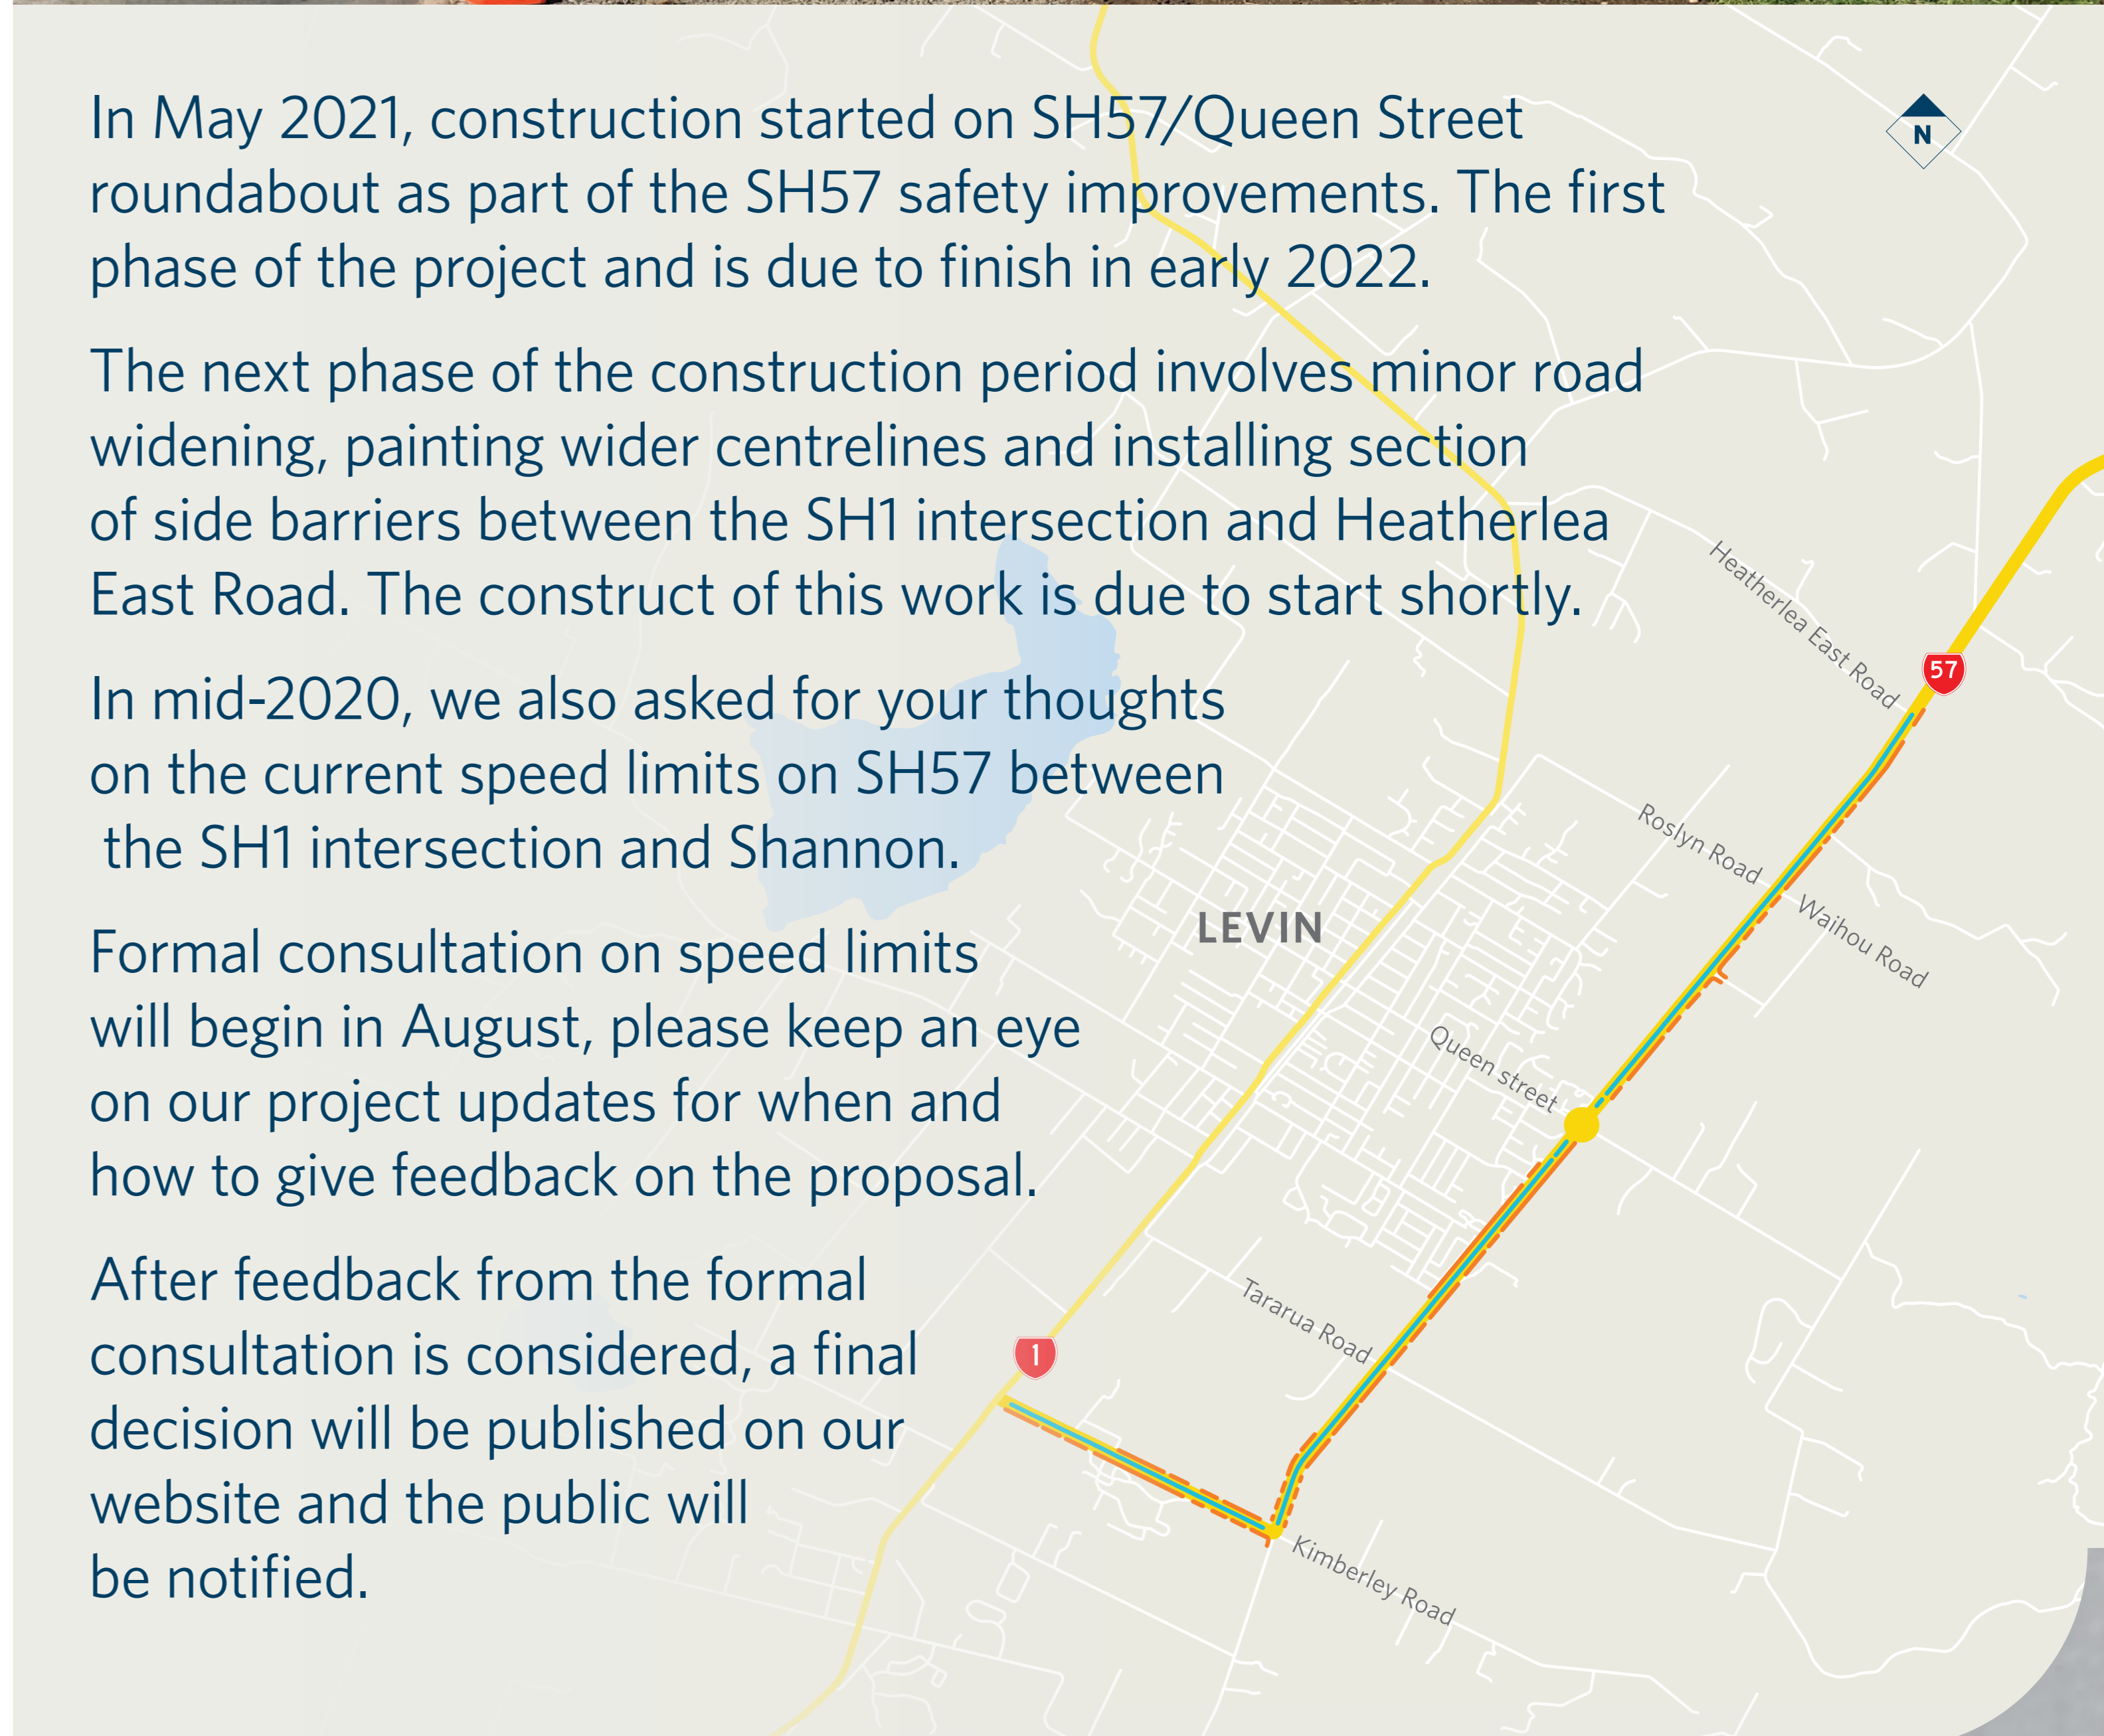 In May 2021, construction started on SH57/Queen Street
roundabout as part of the SH57 safety improvements. The first
phase of the project and is due to finish in early 2022.
The next phase of the construction period involves minor road
widening, painting wider centrelines and installing section
of side barriers between the SH1 intersection and Heatherlea
East Road. The construct of this work is due to start shortly.
In mid-2020, we also asked for your thoughts
on the current speed limits on SH57 between
the SH1 intersection and Shannon.
Formal consultation on speed limits
will begin in August, please keep an eye
on our project updates for when and
how to give feedback on the proposal.
After feedback from the formal
consultation is considered, a final
decision will be published on our
website and the public will
be notified.
N
Heatherlea East Road
57
Roslyn Road
Waihou Road
LEVIN
Queen street
Tararua Road
1
Kimberley Road